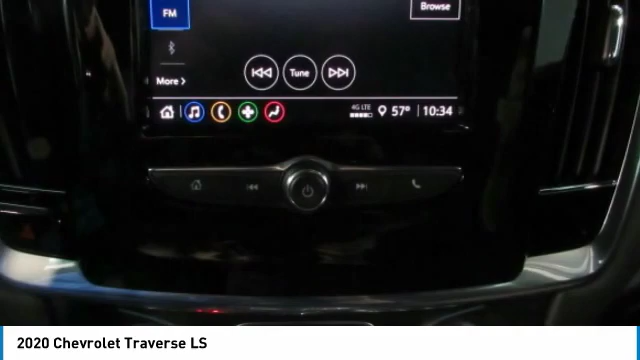 FM
Browse
Tune
More >
4G LTE 57° 10:34
2020 Chevrolet Traverse LS